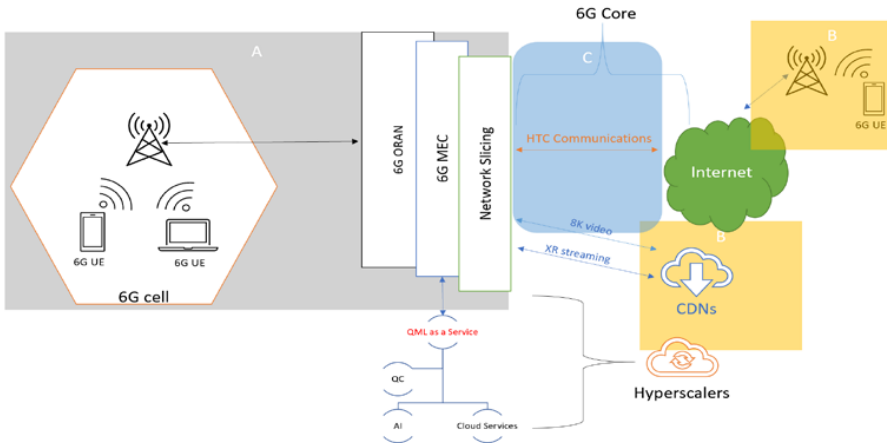 6G Core
A
B
C
6G UE
6G ORAN
6G MEC
Network Slicing
HTC Communications
Internet
6G UE
6G UE
6G cell
8K video
XR streaming
B
CDNs
QML as a Service
QC
AI
Cloud Services
Hyperscalers